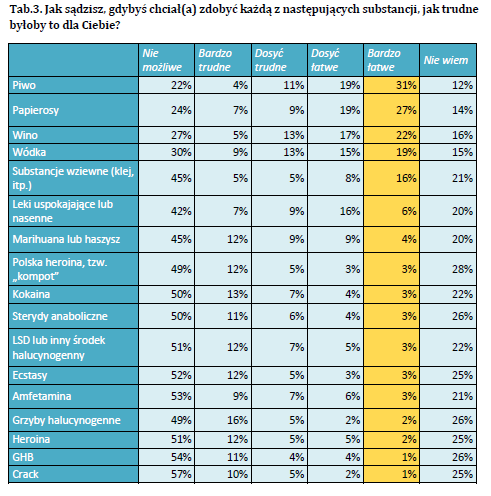 Tab.3. Jak sądzisz, gdybyś chciał(a) zdobyć każdą z następujących substancji, jak trudne
byłoby to dla Ciebie?
Nie możliwe Bardzo trudne Dosyć trudne Dosyć łatwe Bardzo łatwe Nie wiem
Piwo 22% 4% 11% 19% 31% 12%
Papierosy 24% 7% 9% 19% 27% 14%
Wino 27% 5% 13% 17% 22% 16%
Wódka 30% 9% 13% 15% 19% 15%
Substancje wziewne (klej, itp.) 45% 5% 5% 8% 16% 21%
Leki uspokajające lub nasenne 42% 7% 9% 16% 6% 20%
Marihuana lub haszysz 45% 12% 9% 9% 4% 20%
Polska heroina, tzw. „kompot” 49% 12% 5% 3% 3% 28%
Kokaina 50% 13% 7% 4% 3% 22%
Sterydy anaboliczne 50% 11% 6% 4% 3% 26%
LSD lub inny środek halucynogenny 51% 12% 7% 5% 3% 22%
Ecstasy 52% 12% 5% 3% 3% 25%
Amfetamina 53% 9% 7% 6% 3% 21%
Grzyby halucynogenne 49% 16% 5% 2% 2% 26%
Heroina 51% 12% 5% 5% 2% 25%
GHB 54% 11% 4% 4% 1% 26%
Crack 57% 10% 5% 2% 1% 25%